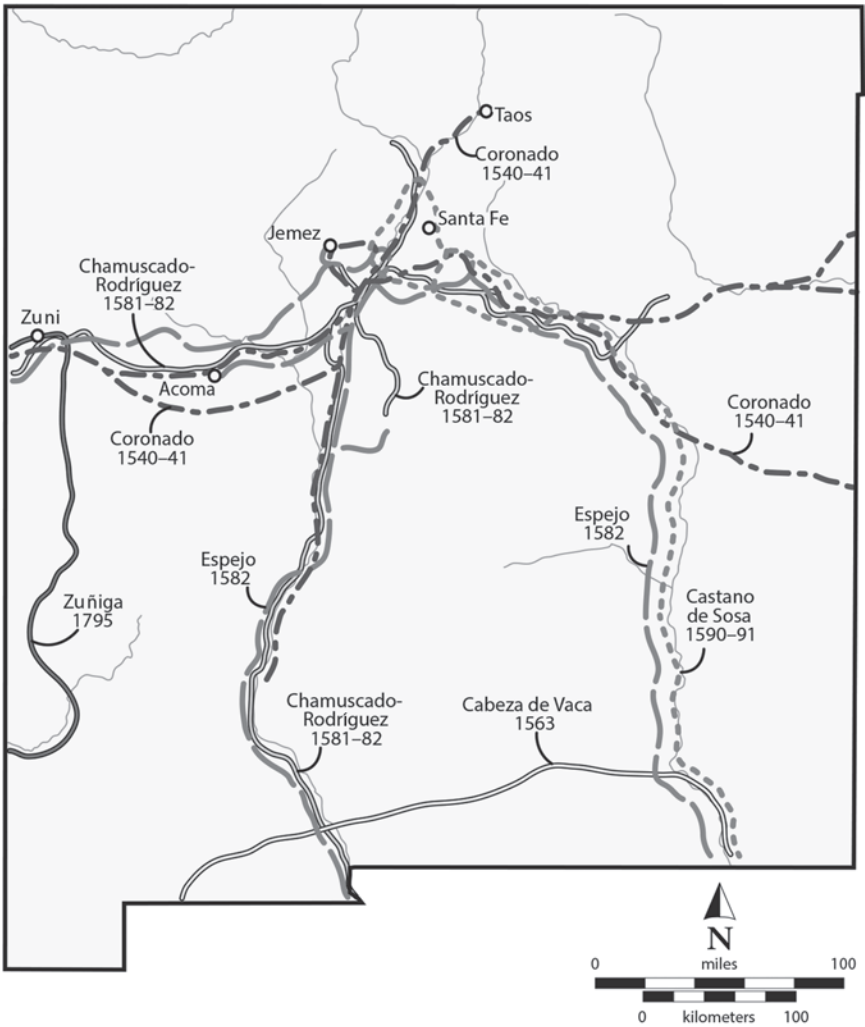 Taos
Coronado
1540–41
Santa Fe
Jemez
Chamuscado-
Rodríguez
1581–82
Zuni
Acoma
Coronado
1540–41
Chamuscado-
Rodríguez
1581–82
Coronado
1540–41
Espejo
1582
Espejo
1582
Zuñiga
1795
Castano
de Sosa
1590–91
Chamuscado-
Rodríguez
1581–82
Cabeza de Vaca
1563
N
0 miles 100
0 kilometers 100